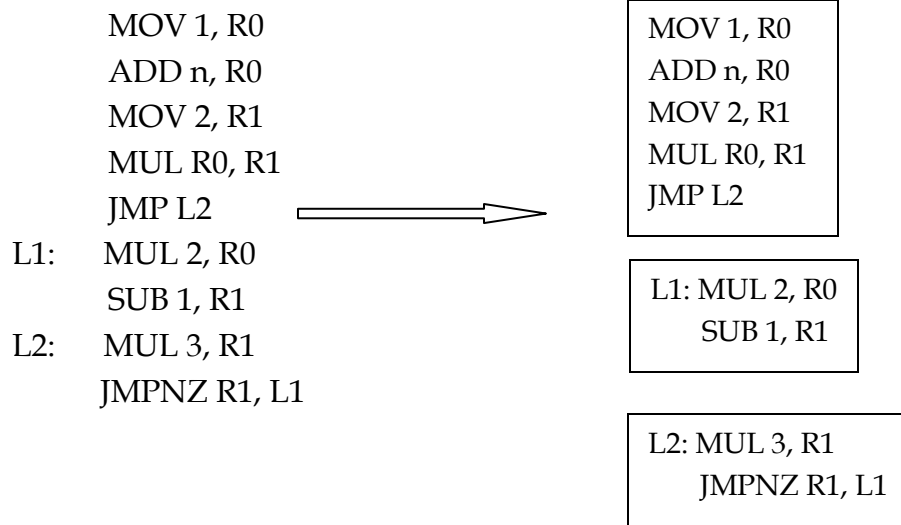 MOV 1, R0
ADD n, R0
MOV 2, R1
MUL R0, R1
JMP L2
L1: MUL 2, R0
SUB 1, R1
L2: MUL 3, R1
JMPNZ R1, L1
MOV 1, R0
ADD n, R0
MOV 2, R1
MUL R0, R1
JMP L2
L1: MUL 2, R0
SUB 1, R1
L2: MUL 3, R1
JMPNZ R1, L1